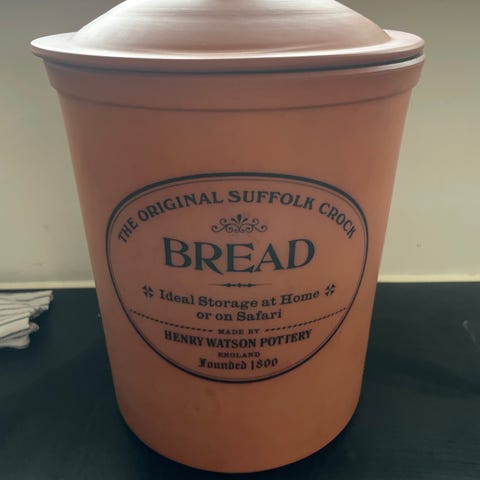 THE ORIGINAL SUFFOLK CROCK
BREAD
Ideal Storage at Home
or on Safari
MADE BY
HENRY WATSON POTTERY
ENGLAND
Founded 1800